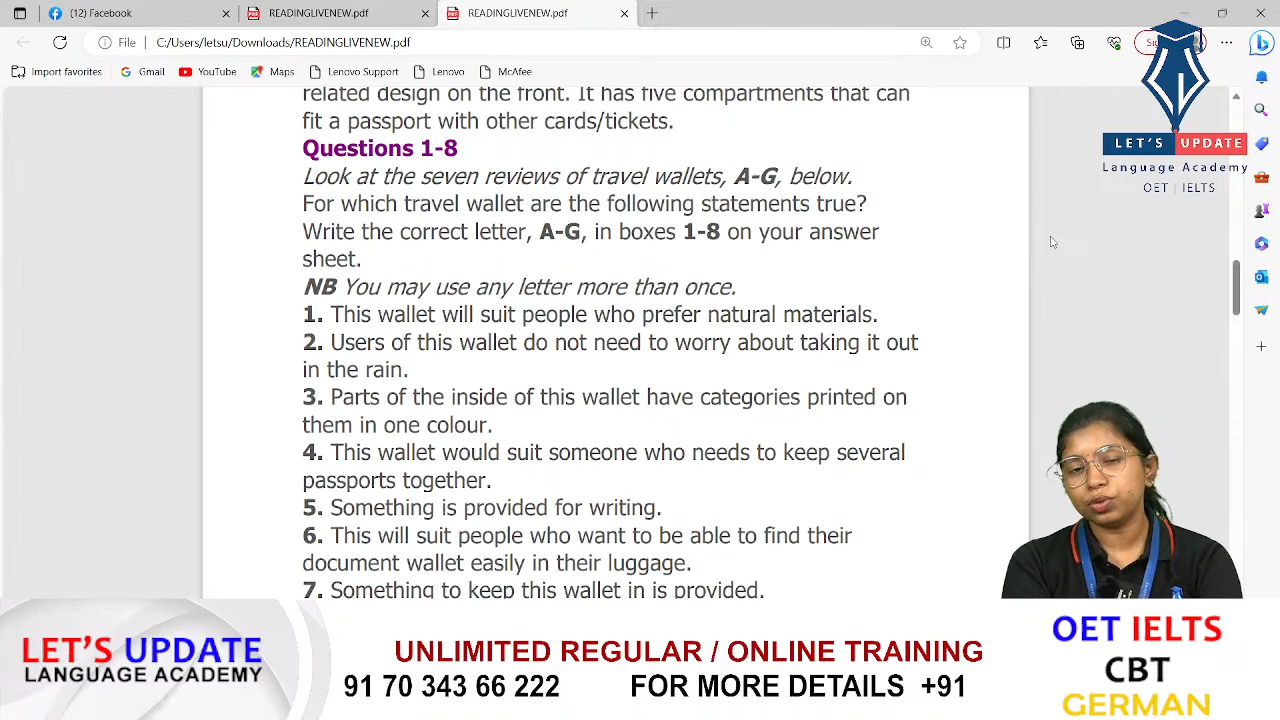 (12) Facebook
READINGLIVENEW.pdf
READINGLIVENEW.pdf
File
C:/Users/letsu/Downloads/READINGLIVENEW.pdf
Import favorites
Gmail
YouTube
Maps
Lenovo Support
Lenovo
McAfee
LET'S UPDATE
Language Academy
OET | IELTS
related design on the front. It has five compartments that can
fit a passport with other cards/tickets.
Questions 1-8
Look at the seven reviews of travel wallets, A-G, below.
For which travel wallet are the following statements true?
Write the correct letter, A-G, in boxes 1-8 on your answer
sheet.
NB You may use any letter more than once.
1. This wallet will suit people who prefer natural materials.
2. Users of this wallet do not need to worry about taking it out
in the rain.
3. Parts of the inside of this wallet have categories printed on
them in one colour.
4. This wallet would suit someone who needs to keep several
passports together.
5. Something is provided for writing.
6. This will suit people who want to be able to find their
document wallet easily in their luggage.
7. Something to keep this wallet in is provided.
LET'S UPDATE
LANGUAGE ACADEMY
UNLIMITED REGULAR / ONLINE TRAINING
91 70 343 66 222 FOR MORE DETAILS +91
OET IELTS
CBT
GERMAN